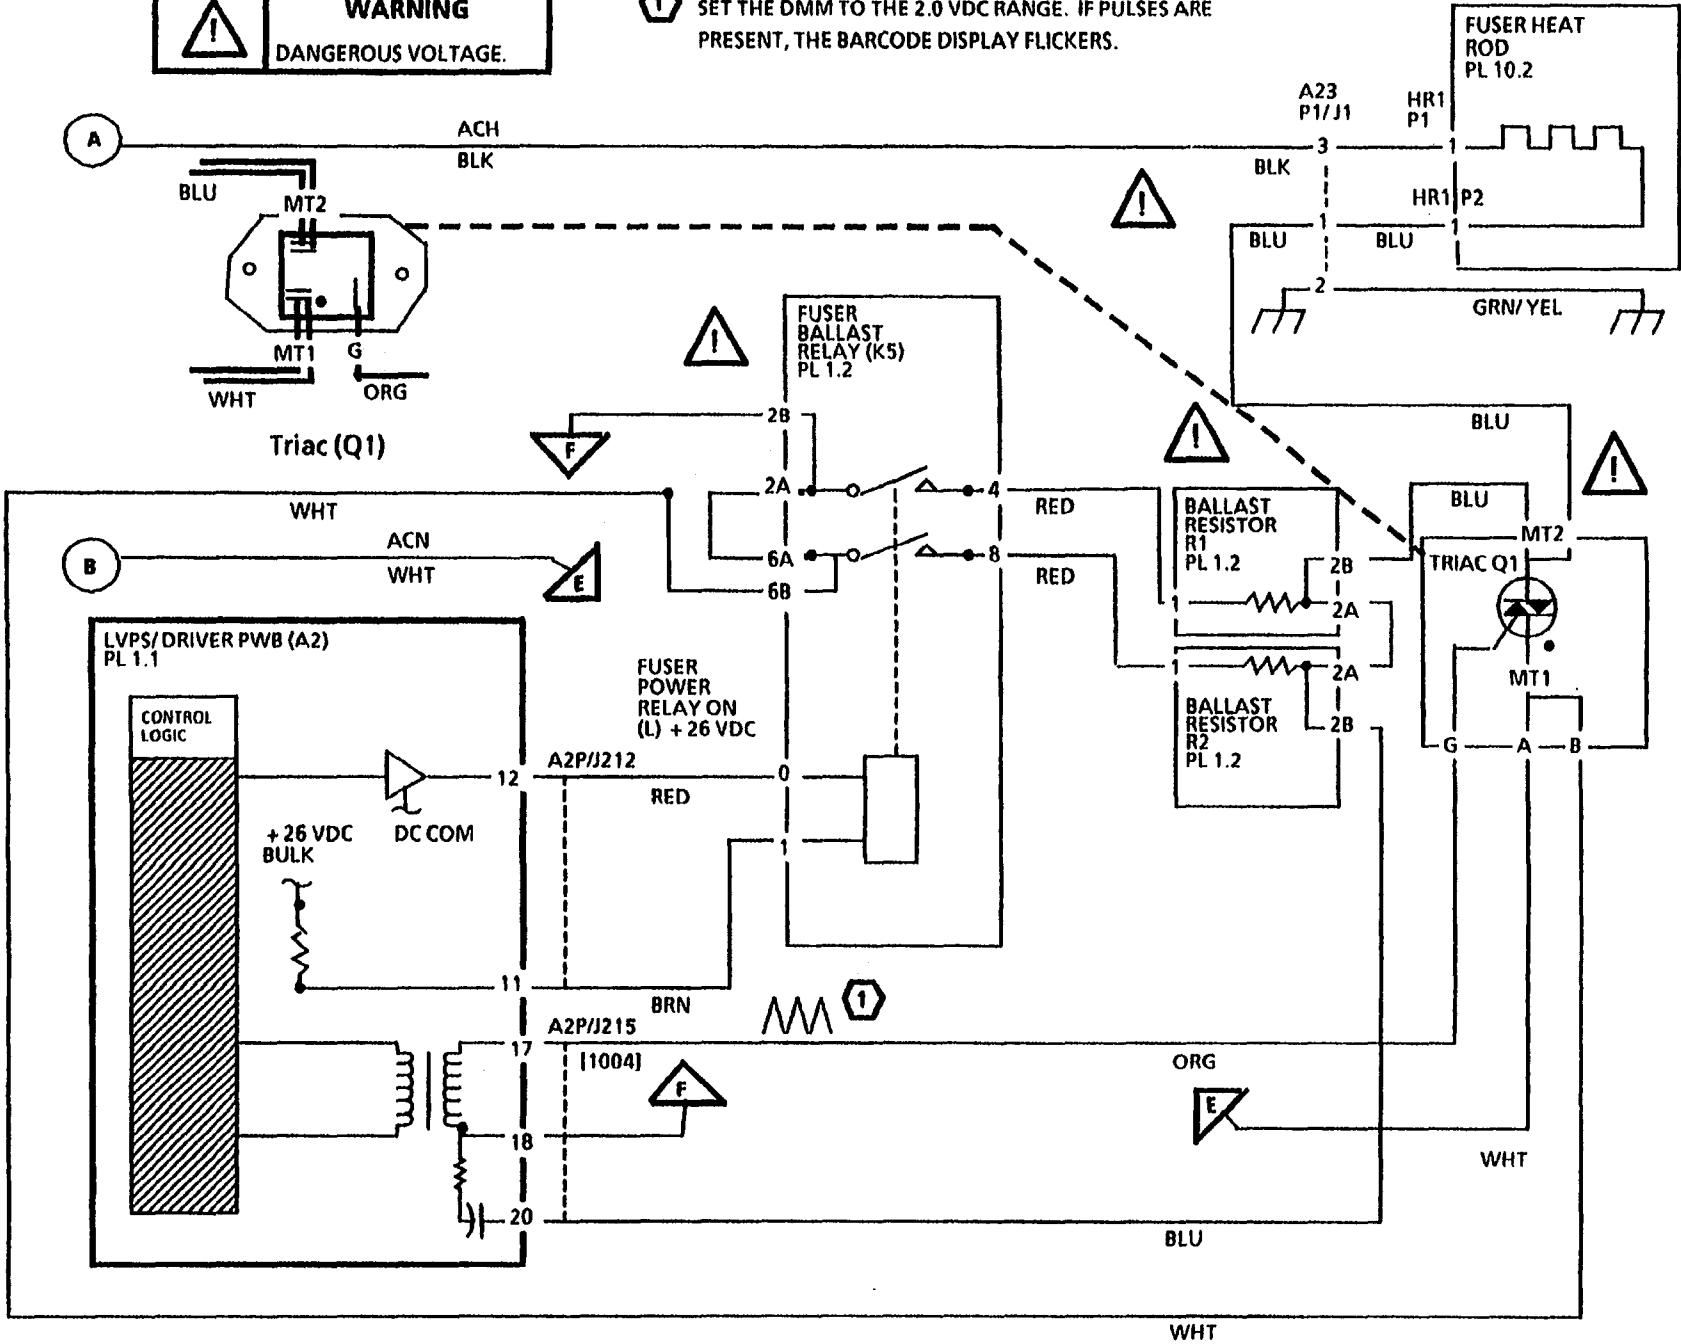 WARNING
DANGEROUS VOLTAGE.
!
1
SET THE DMM TO THE 2.0 VDC RANGE. IF PULSES ARE
PRESENT, THE BARCODE DISPLAY FLICKERS.
FUSER HEAT
ROD
PL 10.2
A23
P1/J1
HR1
P1
A
ACH
BLK
3
BLK
1
BLU
MT2
!
HR1
P2
1
BLU
BLU
1
2
GRN/YEL
MT1
G
WHT
ORG
Triac (Q1)
!
FUSER
BALLAST
RELAY (K5)
PL 1.2
2B
F
2A
4
RED
WHT
6A
8
RED
6B
B
ACN
WHT
E
!
BLU
!
BLU
MT2
BALLAST
RESISTOR
R1
PL 1.2
2B
1
2A
TRIAC Q1
MT1
1
2A
BALLAST
RESISTOR
R2
PL 1.2
2B
G
A
B
LVPS/DRIVER PWB (A2)
PL 1.1
CONTROL
LOGIC
FUSER
POWER
RELAY ON
(L) +26 VDC
12
A2P/J212
RED
0
DC COM
+26 VDC
BULK
1
11
BRN
1
A2P/J215
17
[1004]
ORG
F
18
E
WHT
20
BLU
WHT